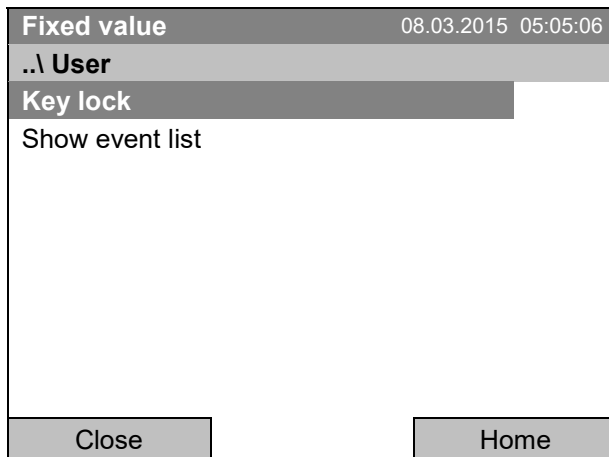 Fixed value 08.03.2015 05:05:06
..\ User
Key lock
Show event list
Close Home